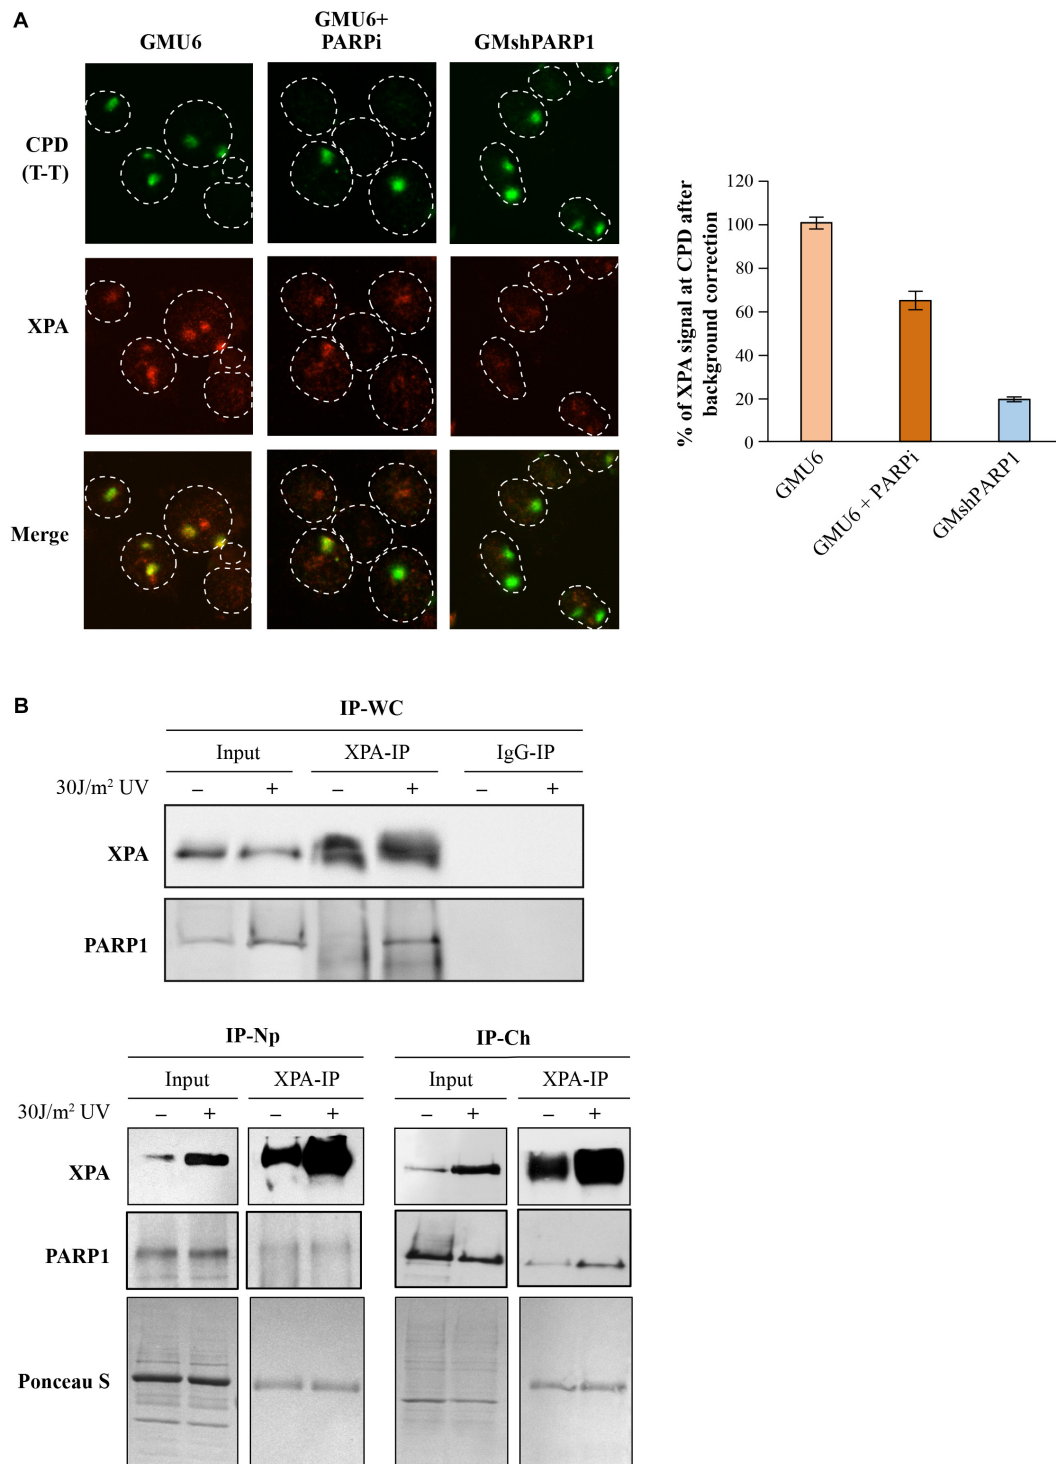 A
GMU6
GMU6+
PARPi
GMshPARP1
CPD
(T-T)
XPA
Merge
% of XPA signal at CPD after
background correction
120
100
80
60
40
20
0
GMU6
GMU6 + PARPi
GMshPARP1
B
IP-WC
Input
XPA-IP
IgG-IP
30J/m² UV
–
+
–
+
–
+
XPA
PARP1
IP-Np
IP-Ch
Input
XPA-IP
Input
XPA-IP
30J/m² UV
–
+
–
+
–
+
–
+
XPA
PARP1
Ponceau S